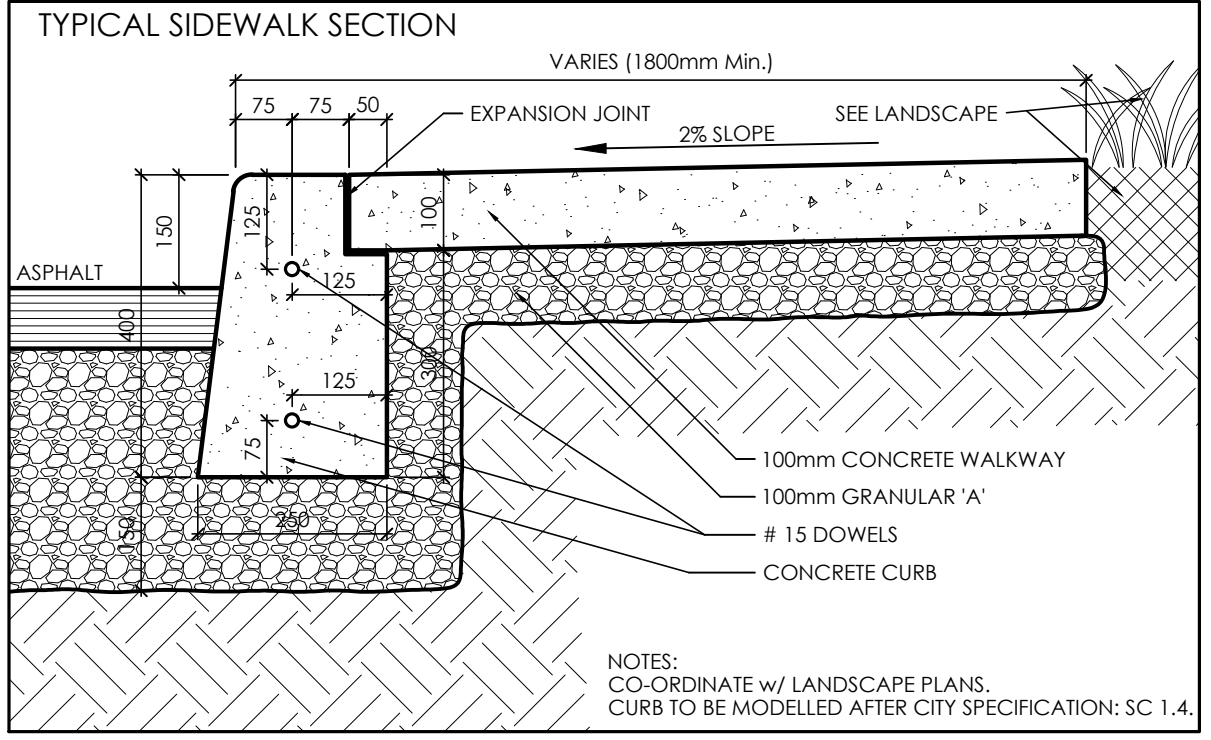 TYPICAL SIDEWALK SECTION
VARIES (1800mm Min.)
75
75
50
EXPANSION JOINT
SEE LANDSCAPE
2% SLOPE
150
125
100
ASPHALT
125
400
300
125
75
100mm CONCRETE WALKWAY
100mm GRANULAR 'A'
250
150
# 15 DOWELS
CONCRETE CURB
NOTES:
CO-ORDINATE w/ LANDSCAPE PLANS.
CURB TO BE MODELLED AFTER CITY SPECIFICATION: SC 1.4.